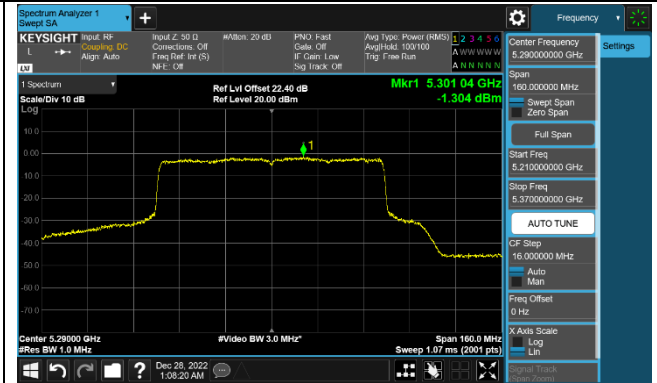 Spectrum Analyzer 1
Swept SA
Frequency
KEYSIGHT
L
LXI
Input: RF
Coupling: DC
Align: Auto
Input Z: 50 Ω
Corrections: Off
Freq Ref: Int (S)
NFE: Off
#Atten: 20 dB
PNO: Fast
Gate: Off
IF Gain: Low
Sig Track: Off
Avg Type: Power (RMS)
Avg|Hold: 100/100
Trig: Free Run
1 2 3 4 5 6
A W W W W W
A N N N N N
Center Frequency
5.290000000 GHz
Settings
1 Spectrum
Scale/Div 10 dB
Log
Ref Lvl Offset 22.40 dB
Ref Level 20.00 dBm
Mkr1 5.301 04 GHz
-1.304 dBm
Span
160.000000 MHz
Swept Span
Zero Span
Full Span
Start Freq
5.210000000 GHz
Stop Freq
5.370000000 GHz
AUTO TUNE
CF Step
16.000000 MHz
Auto
Man
Freq Offset
0 Hz
X Axis Scale
Log
Lin
Signal Track
(Span Zoom)
10.0
0.00
-10.0
-20.0
-30.0
-40.0
-50.0
-60.0
-70.0
1
Center 5.29000 GHz
#Res BW 1.0 MHz
#Video BW 3.0 MHz*
Span 160.0 MHz
Sweep 1.07 ms (2001 pts)
?
Dec 28, 2022
1:08:20 AM